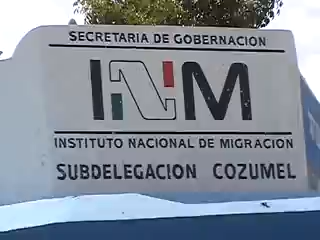 SECRETARIA DE GOBERNACION
INM
INSTITUTO NACIONAL DE MIGRACION
SUBDELEGACION COZUMEL